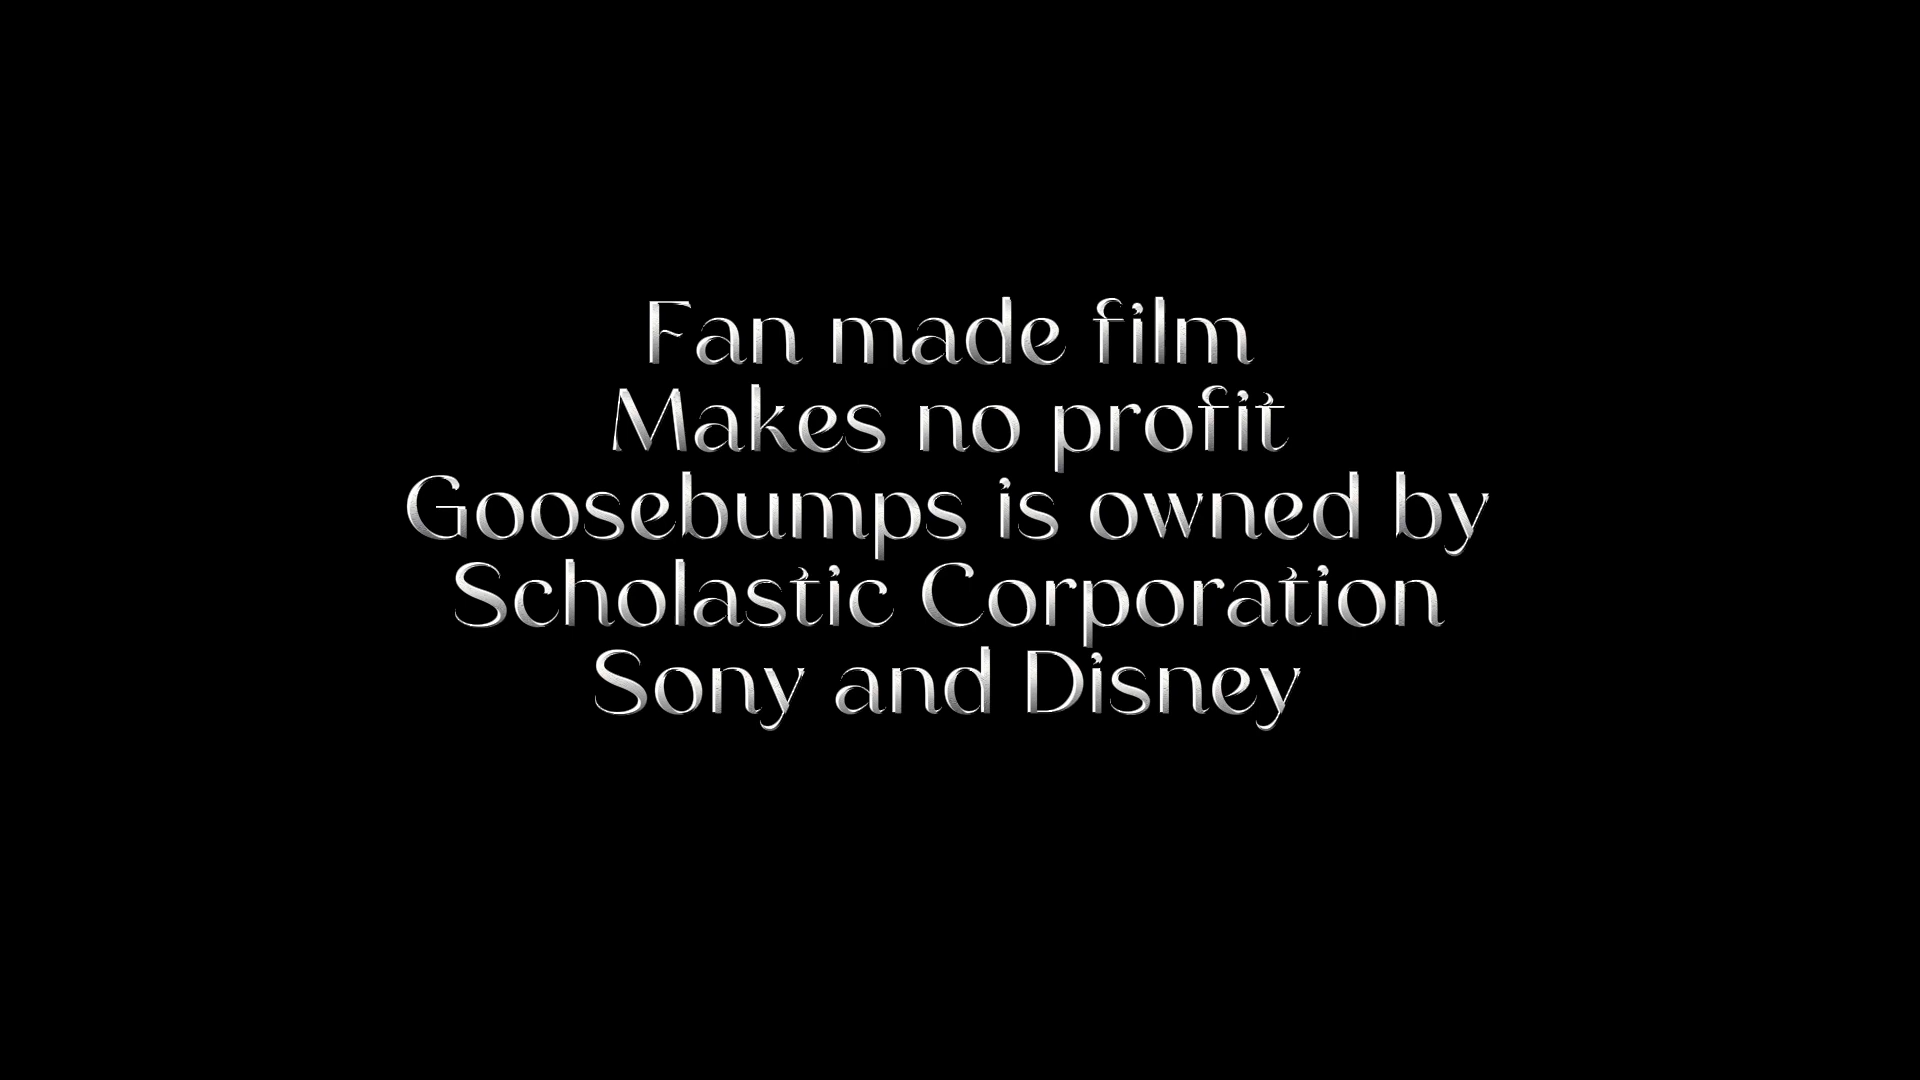 Fan made film
Makes no profit
Goosebumps is owned by
Scholastic Corporation
Sony and Disney